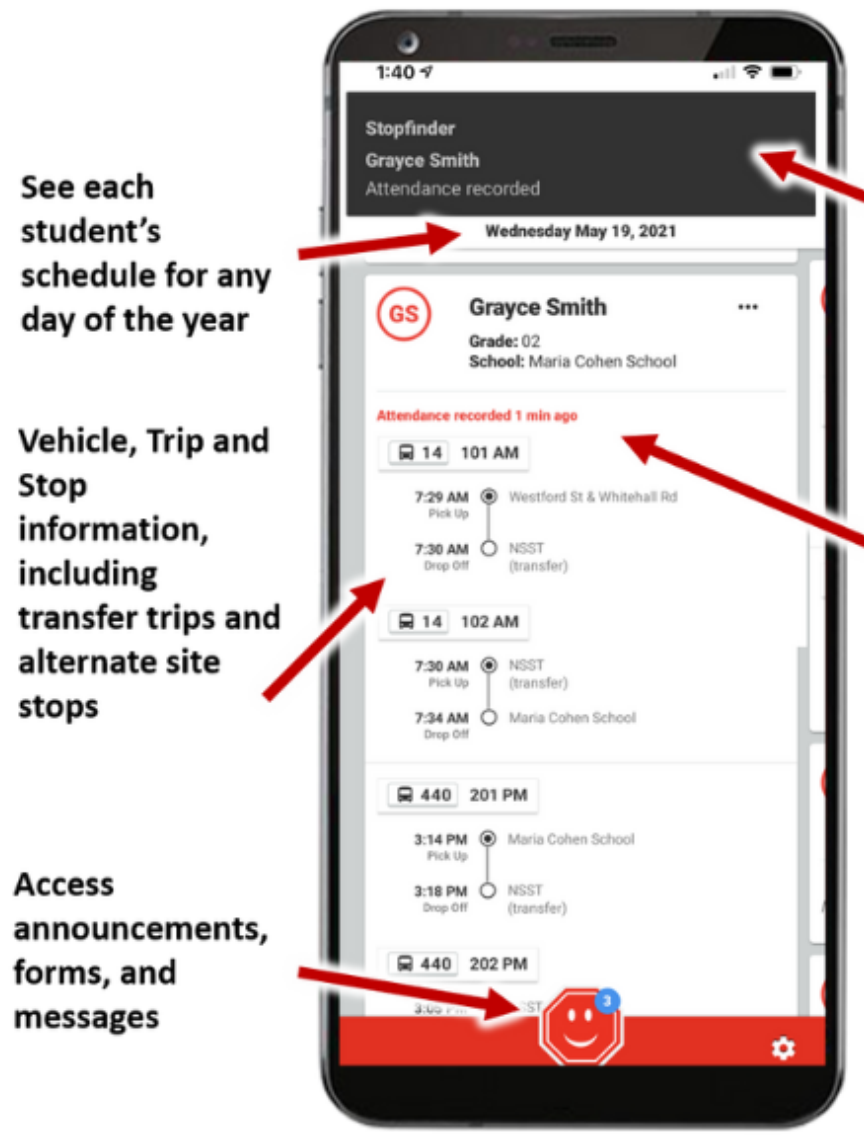 1:40
Stopfinder
Grayce Smith
Attendance recorded
See each
student's
schedule for any
day of the year
Wednesday May 19, 2021
GS
Grayce Smith
Grade: 02
School: Maria Cohen School
Attendance recorded 1 min ago
Vehicle, Trip and
Stop
information,
including
transfer trips and
alternate site
stops
14 101 AM
7:29 AM Westford St & Whitehall Rd
Pick Up
7:30 AM NSST
Drop Off (transfer)
14 102 AM
7:30 AM NSST
Pick Up (transfer)
7:34 AM Maria Cohen School
Drop Off
440 201 PM
3:14 PM Maria Cohen School
Pick Up
3:18 PM NSST
Drop Off (transfer)
Access
announcements,
forms, and
messages
440 202 PM
3